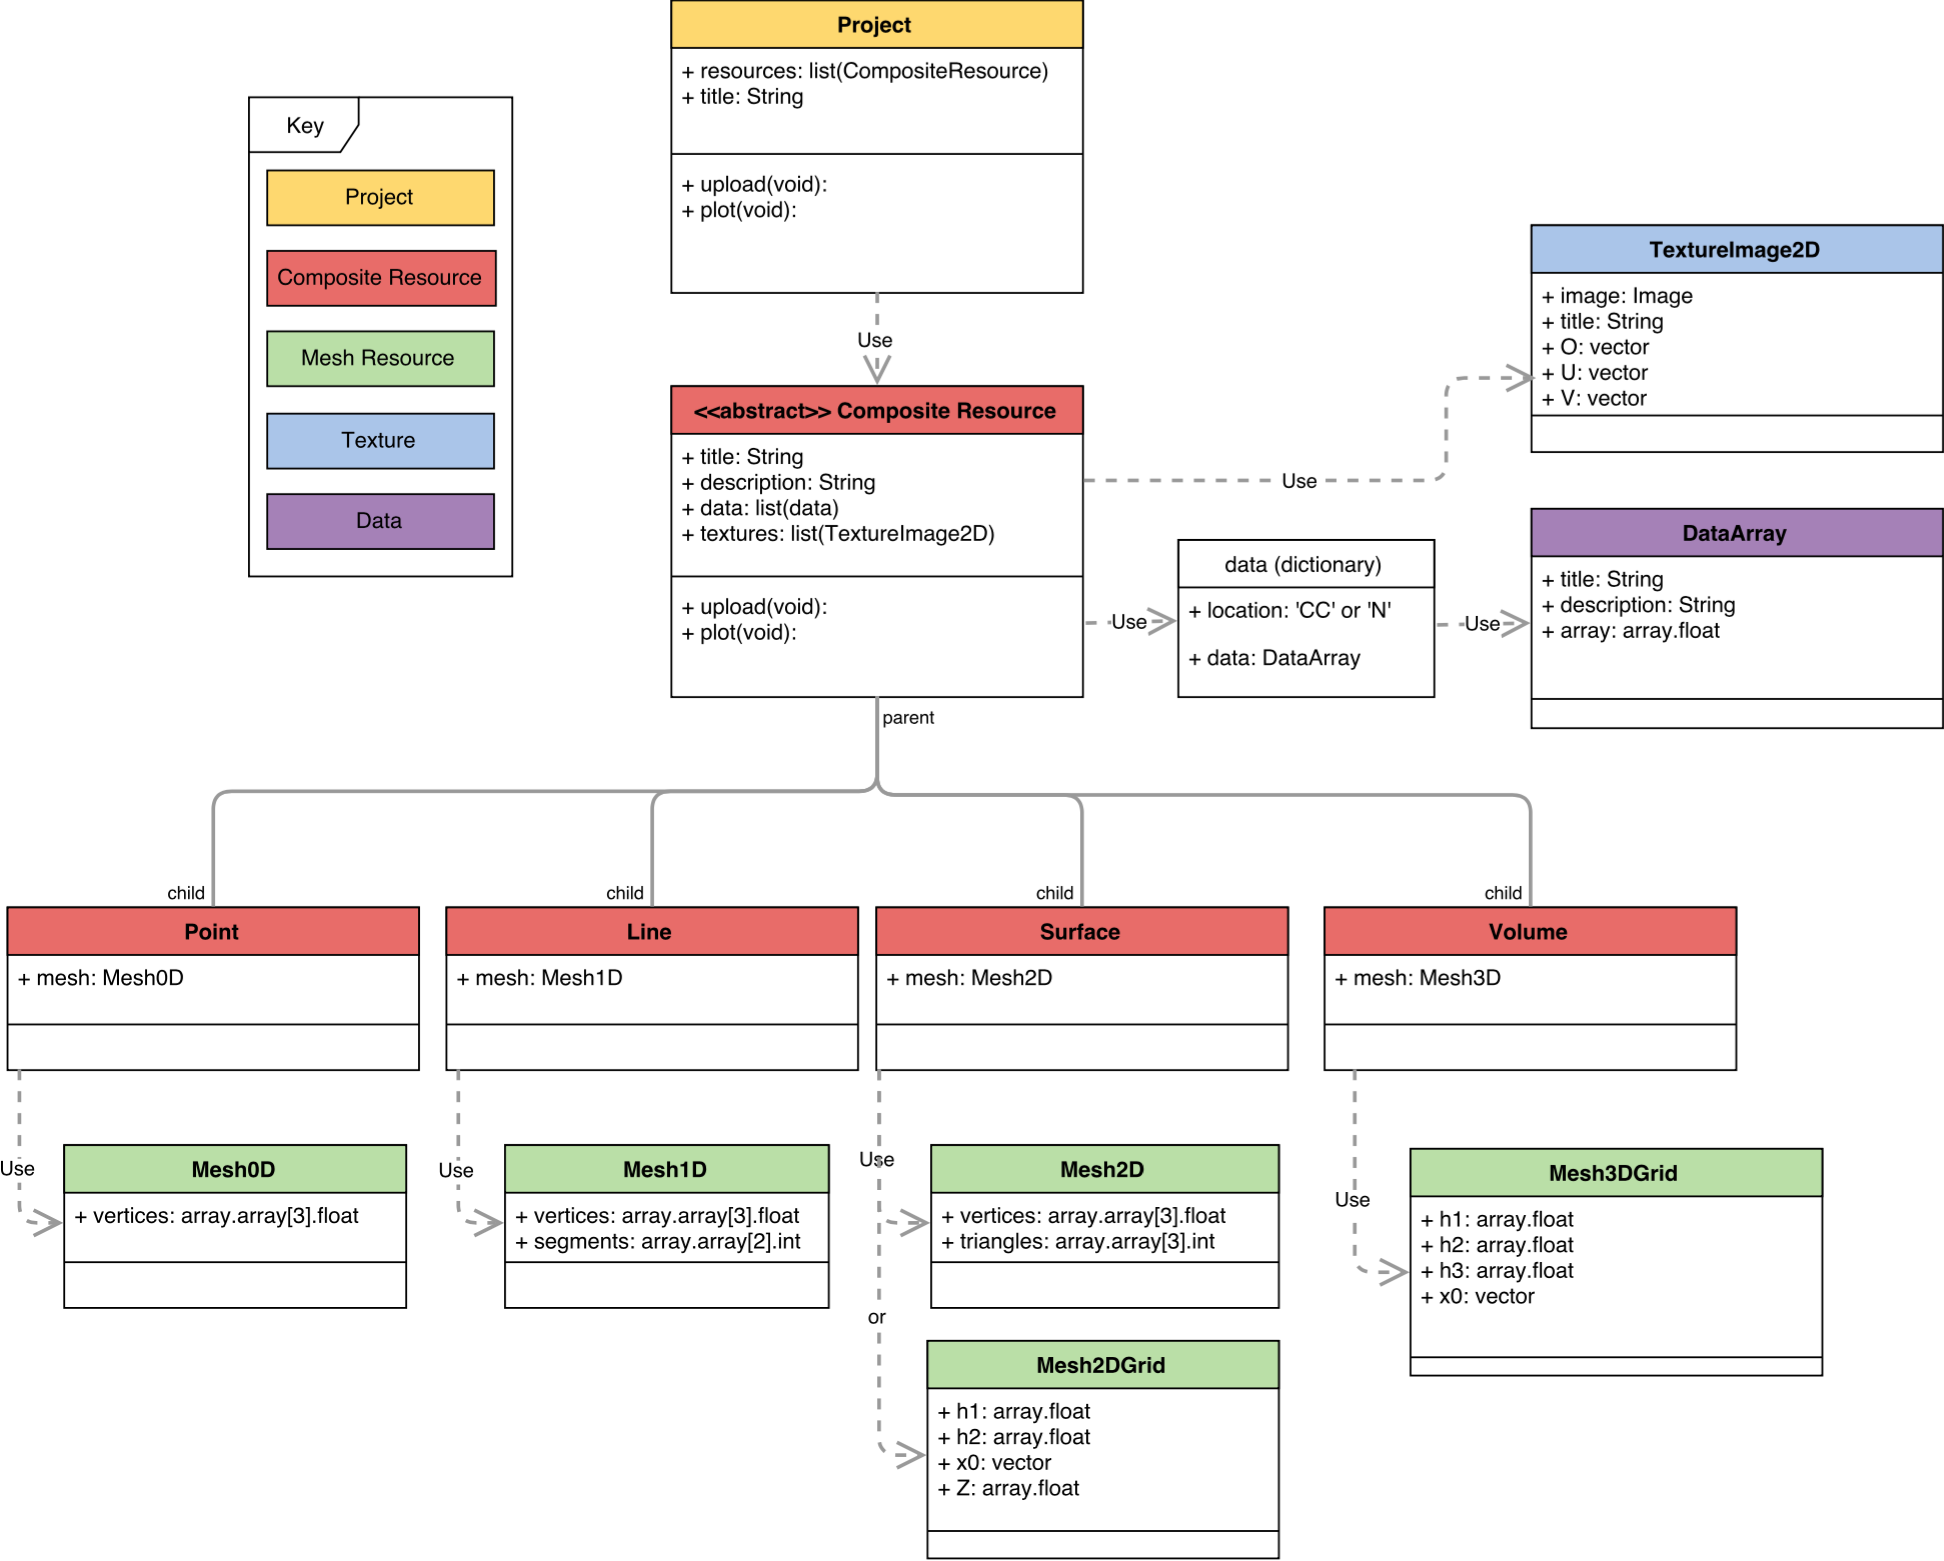 Project
+ resources: list(CompositeResource)
+ title: String
+ upload(void):
+ plot(void):
Key
Project
Composite Resource
Mesh Resource
Texture
Data
Use
<<abstract>> Composite Resource
+ title: String
+ description: String
+ data: list(data)
+ textures: list(TextureImage2D)
+ upload(void):
+ plot(void):
Use
TextureImage2D
+ image: Image
+ title: String
+ O: vector
+ U: vector
+ V: vector
Use
data (dictionary)
+ location: 'CC' or 'N'
+ data: DataArray
Use
DataArray
+ title: String
+ description: String
+ array: array.float
parent
child
child
child
child
Point
+ mesh: Mesh0D
Line
+ mesh: Mesh1D
Surface
+ mesh: Mesh2D
Volume
+ mesh: Mesh3D
Use
Mesh0D
+ vertices: array.array[3].float
Use
Mesh1D
+ vertices: array.array[3].float
+ segments: array.array[2].int
Use
Mesh2D
+ vertices: array.array[3].float
+ triangles: array.array[3].int
or
Mesh2DGrid
+ h1: array.float
+ h2: array.float
+ x0: vector
+ Z: array.float
Use
Mesh3DGrid
+ h1: array.float
+ h2: array.float
+ h3: array.float
+ x0: vector